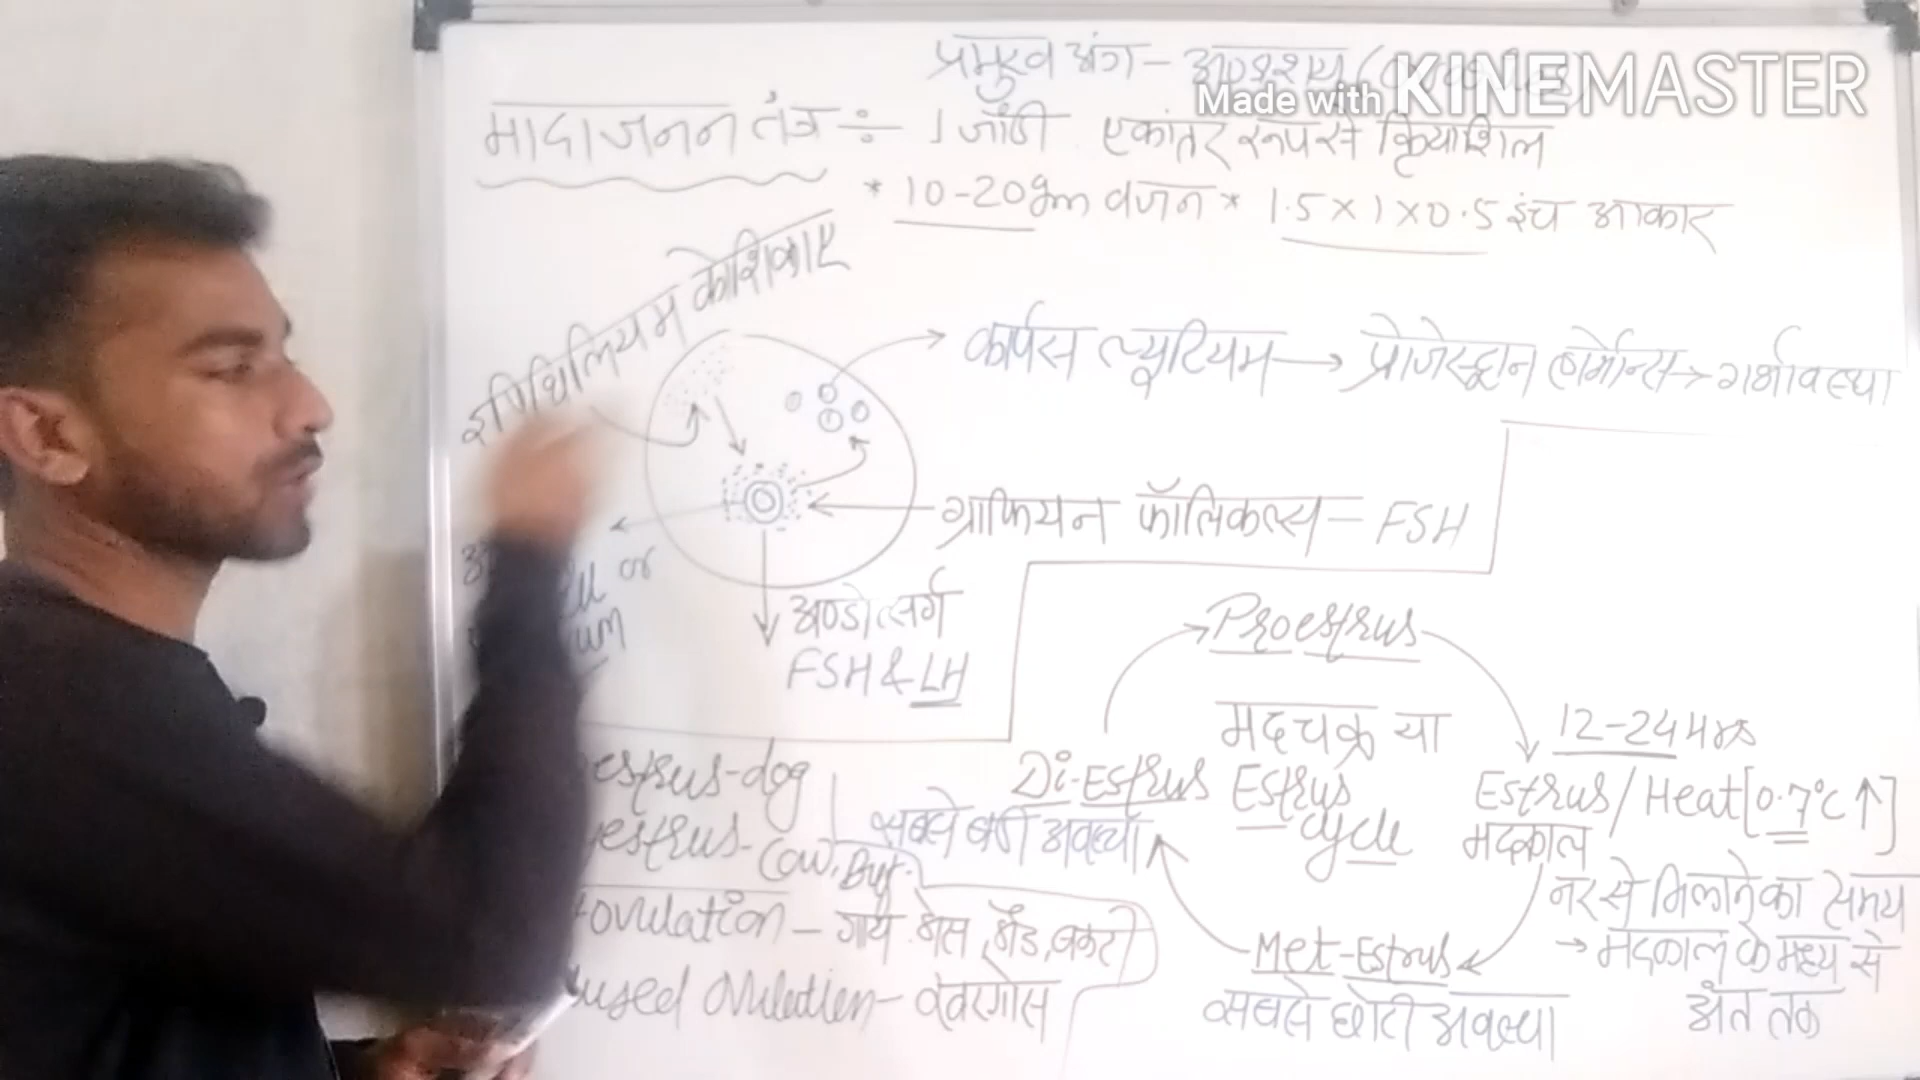 प्रमुख अंग - अण्डाशय
Made with KINEMASTER
मादा जनन तंत्र ÷ 1 जोडी एकांतर रूप से क्रियाशिल
* 10-20gm वजन * 1.5 x 1 x 0.5 इंच आकार
इपिथिलियम कोशिकाए
कार्पस ल्यूटियम → प्रोजेस्ट्रान हार्मोन्स → गर्भावस्था
ग्राफियन फॉलिकल्स - FSH
or
um
अण्डोत्सर्ग
FSH & LH
Proestrus
मदचक्र या
Estrus
cycle
12-24 Hrs
Estrus / Heat [0.7°C ↑]
मदकाल
नर से मिलाने का समय
→ मदकाल के मध्य से
अंत तक
Met-Estrus
सबसे छोटी अवस्था
Di-Estrus
सबसे बडी अवस्था
estrus-dog
estrus- Cow, Buf.
ovulation - गाय भैस, भेंड, बकरी
used ovulation - खरगोस